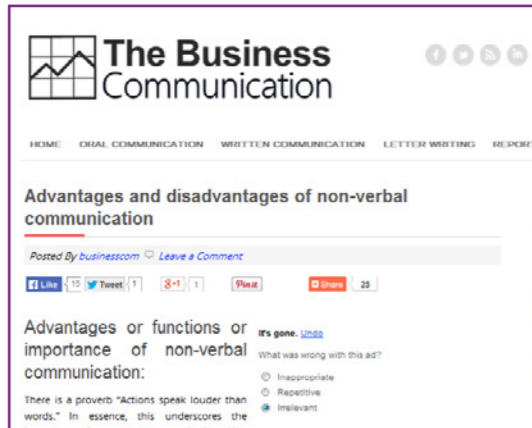 The Business
Communication
HOME ORAL COMMUNICATION WRITTEN COMMUNICATION LETTER WRITING REPORT
Advantages and disadvantages of non-verbal
communication
Posted By businesscom Leave a Comment
Like 15 Tweet 1 g+1 1 Pin it Share 25
Advantages or functions or
importance of non-verbal
communication:
There is a proverb "Actions speak louder than
words." In essence, this underscores the
It's gone. Undo
What was wrong with this ad?
Inappropriate
Repetitive
Irrelevant